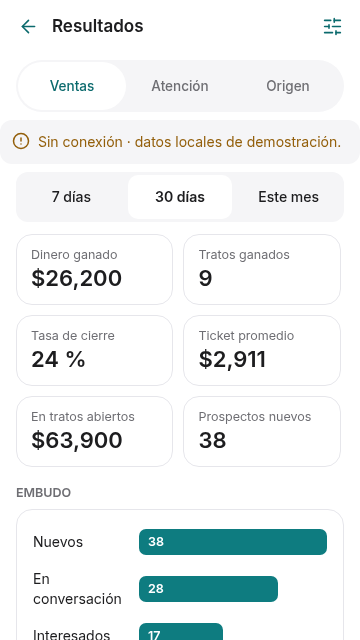 Resultados
Ventas
Atención
Origen
Sin conexión · datos locales de demostración.
7 días
30 días
Este mes
Dinero ganado
$26,200
Tratos ganados
9
Tasa de cierre
24 %
Ticket promedio
$2,911
En tratos abiertos
$63,900
Prospectos nuevos
38
EMBUDO
Nuevos
38
En
conversación
28
Interesados
17